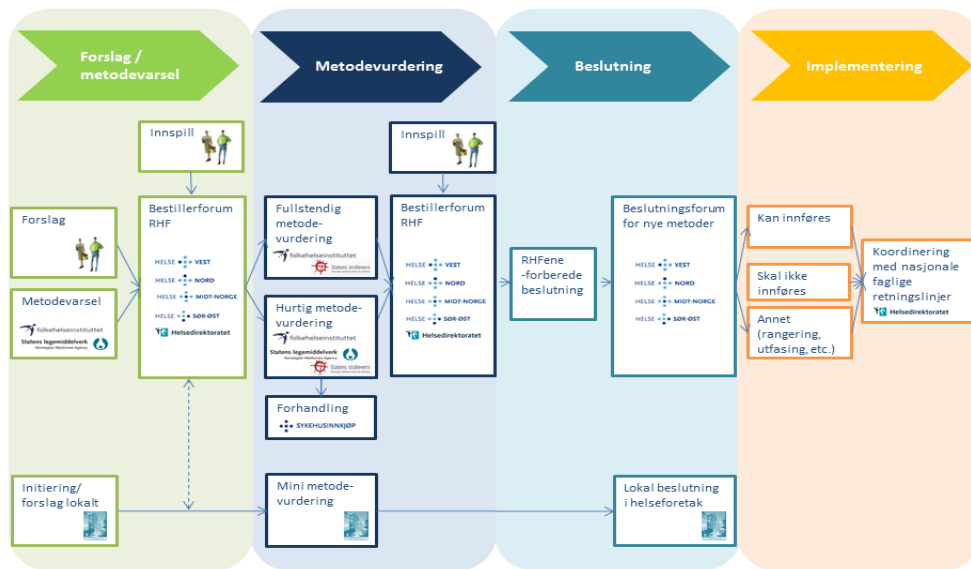 Forslag /
metodevarsel
Metodevurdering
Beslutning
Implementering
Innspill
Forslag
Metodevarsel
folkehelseinstituttet
Statens legemiddelverk
Norwegian Medicines Agency
Bestillerforum
RHF
HELSE VEST
HELSE NORD
HELSE MIDT-NORGE
HELSE SØR-ØST
Helsedirektoratet
Initiering/
forslag lokalt
Innspill
Fullstendig
metode-
vurdering
folkehelseinstituttet
Statens strålevern
Hurtig metode-
vurdering
folkehelseinstituttet
Statens legemiddelverk
Norwegian Medicines Agency
Statens strålevern
Forhandling
SYKEHUSINNKJØP
Mini metode-
vurdering
Bestillerforum
RHF
HELSE VEST
HELSE NORD
HELSE MIDT-NORGE
HELSE SØR-ØST
Helsedirektoratet
RHFene
-forberede
beslutning
Beslutningsforum
for nye metoder
HELSE VEST
HELSE NORD
HELSE MIDT-NORGE
HELSE SØR-ØST
Lokal beslutning
i helseforetak
Kan innføres
Skal ikke
innføres
Annet
(rangering,
utfasing, etc.)
Koordinering
med nasjonale
faglige
retningslinjer
Helsedirektoratet